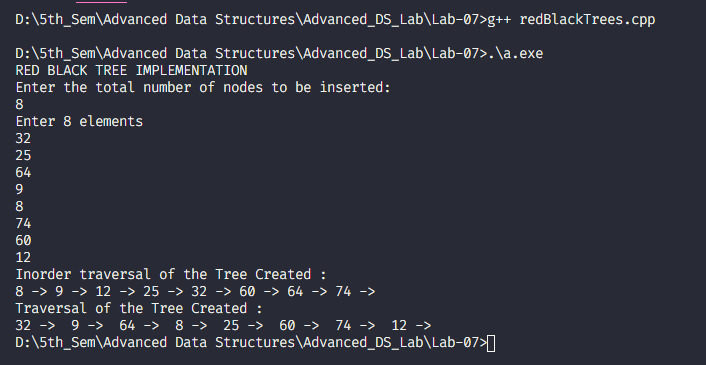 D:\5th_Sem\Advanced Data Structures\Advanced_DS_Lab\Lab-07>g++ redBlackTrees.cpp
D:\5th_Sem\Advanced Data Structures\Advanced_DS_Lab\Lab-07>.\a.exe
RED BLACK TREE IMPLEMENTATION
Enter the total number of nodes to be inserted:
8
Enter 8 elements
32
25
64
9
8
74
60
12
Inorder traversal of the Tree Created :
8 -> 9 -> 12 -> 25 -> 32 -> 60 -> 64 -> 74 ->
Traversal of the Tree Created :
32 ->  9 ->  64 ->  8 ->  25 ->  60 ->  74 ->  12 ->
D:\5th_Sem\Advanced Data Structures\Advanced_DS_Lab\Lab-07>